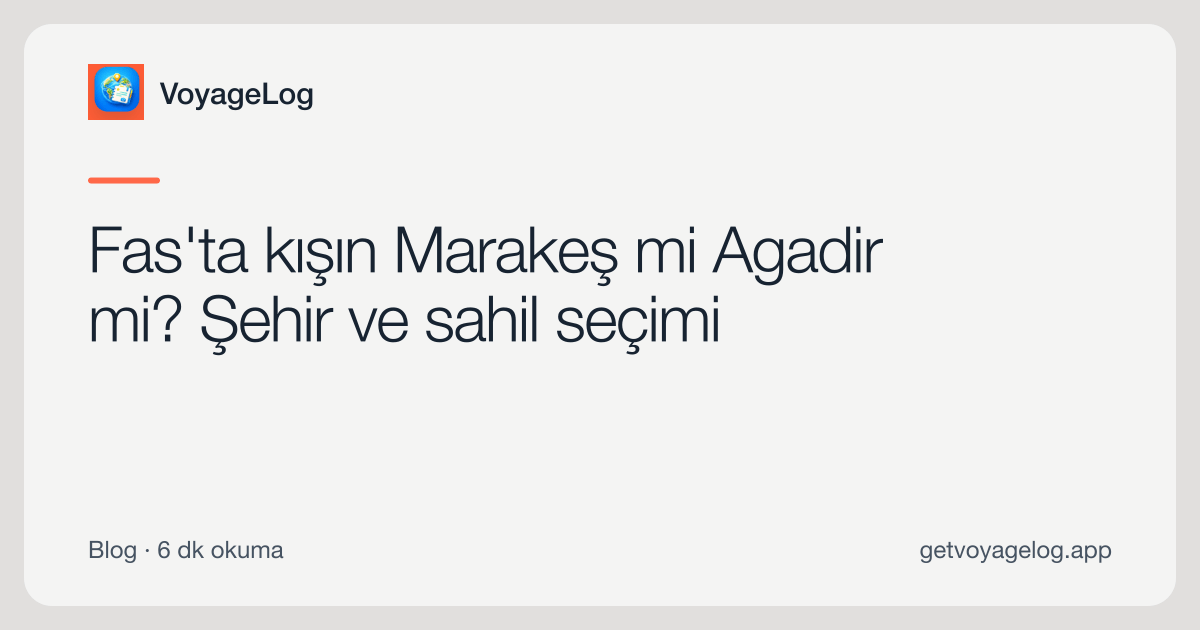 VoyageLog
Fas'ta kışın Marakeş mi Agadir
mi? Şehir ve sahil seçimi
Blog · 6 dk okuma
getvoyagelog.app